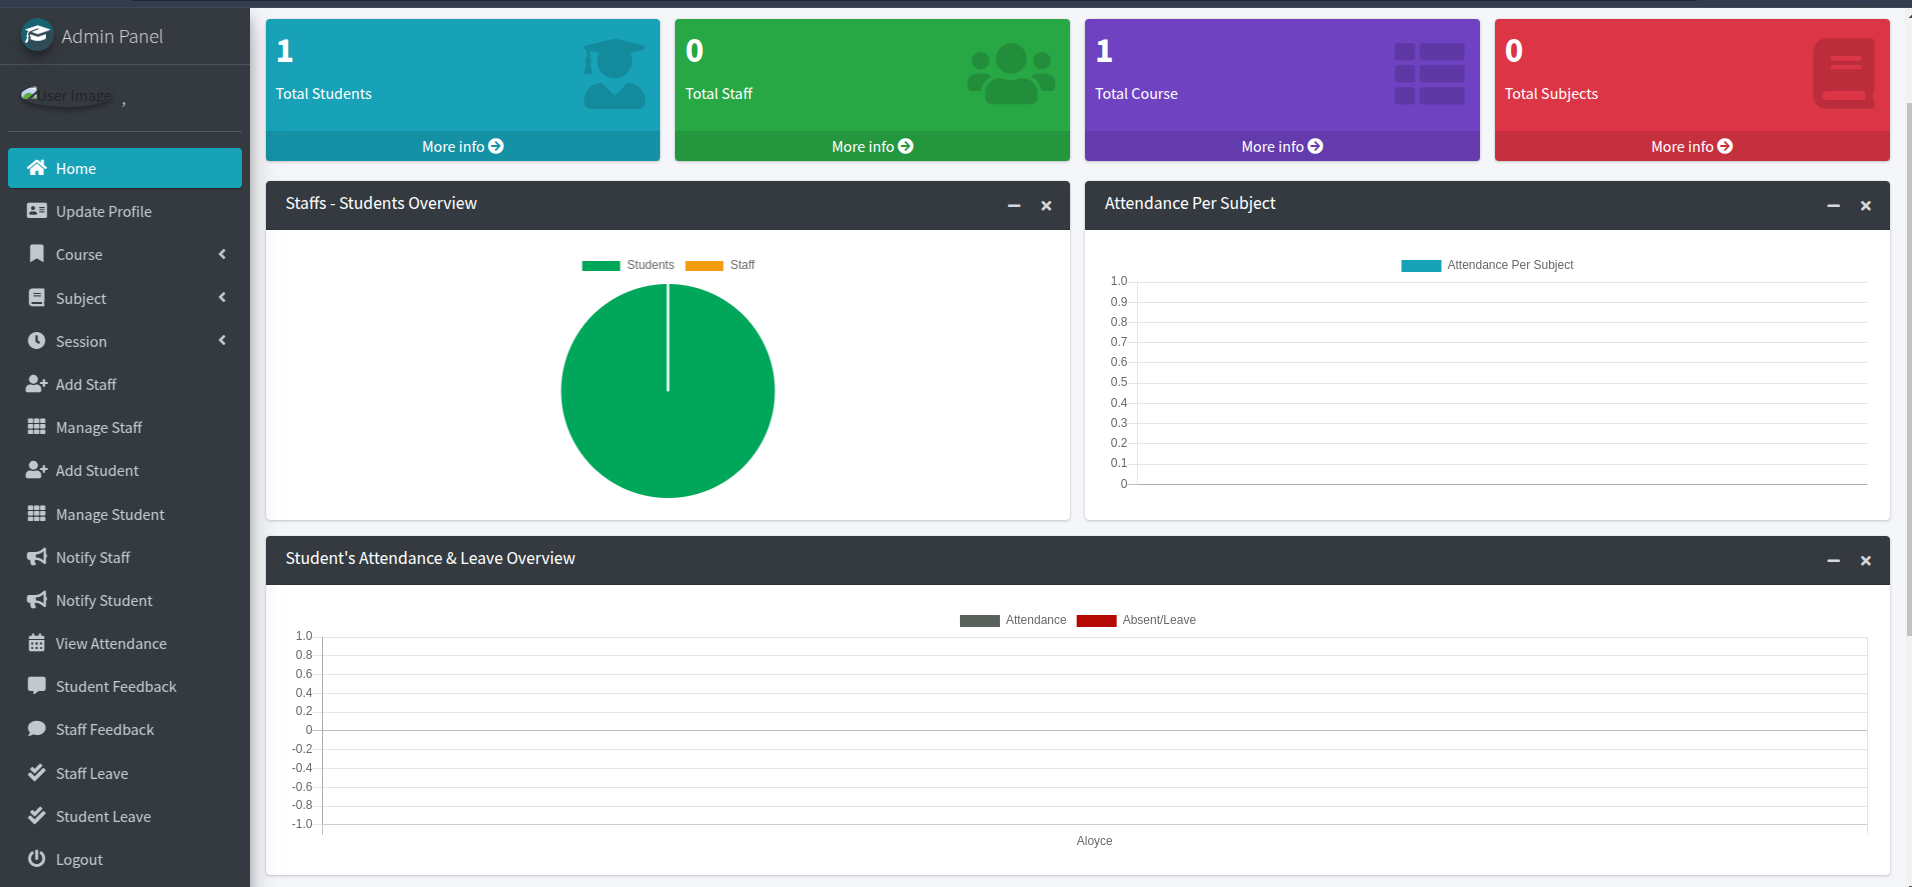 Admin Panel
User Image ,
Home
Update Profile
Course
Subject
Session
Add Staff
Manage Staff
Add Student
Manage Student
Notify Staff
Notify Student
View Attendance
Student Feedback
Staff Feedback
Staff Leave
Student Leave
Logout
1
Total Students
More info
0
Total Staff
More info
1
Total Course
More info
0
Total Subjects
More info
Staffs - Students Overview
Students Staff
Attendance Per Subject
Attendance Per Subject
1.0
0.9
0.8
0.7
0.6
0.5
0.4
0.3
0.2
0.1
0
Student's Attendance & Leave Overview
Attendance Absent/Leave
1.0
0.8
0.6
0.4
0.2
0
-0.2
-0.4
-0.6
-0.8
-1.0
Aloyce